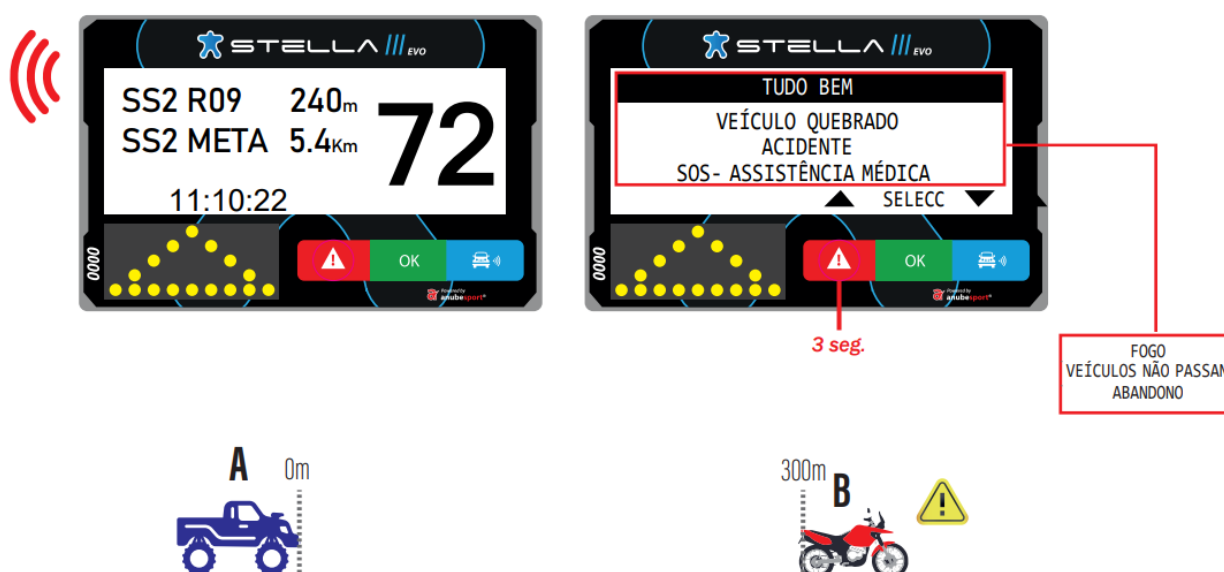 STELLA III EVO
SS2 R09 240m
SS2 META 5.4Km
72
11:10:22
0000
OK
Powered by
anubesport®
STELLA III EVO
TUDO BEM
VEÍCULO QUEBRADO
ACIDENTE
SOS- ASSISTÊNCIA MÉDICA
SELECC
0000
OK
Powered by
anubesport®
3 seg.
FOGO
VEÍCULOS NÃO PASSAN
ABANDONO
A 0m
300m B